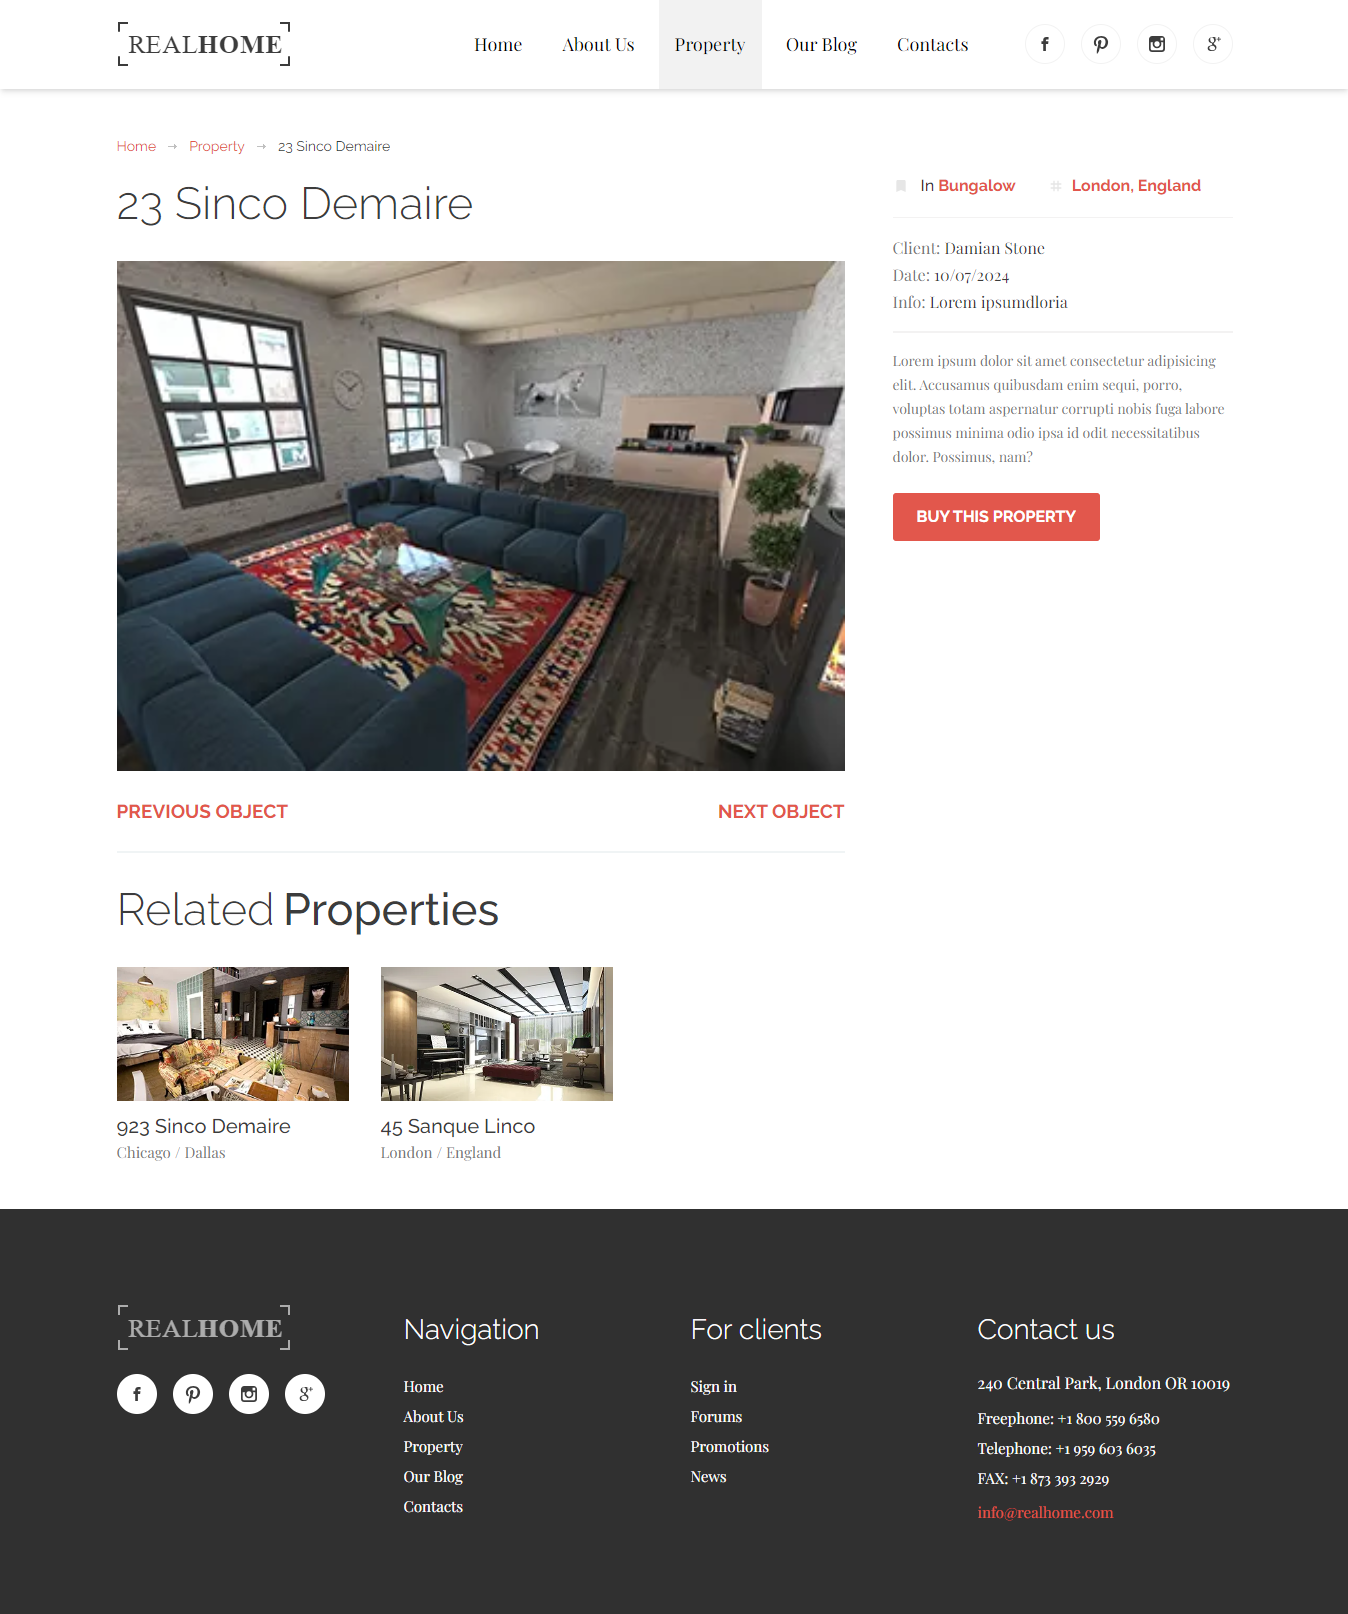 REALHOME
Home About Us Property Our Blog Contacts
Home → Property → 23 Sinco Demaire
23 Sinco Demaire
In Bungalow # London, England
Client: Damian Stone
Date: 10/07/2024
Info: Lorem ipsumdloria
Lorem ipsum dolor sit amet consectetur adipisicing
elit. Accusamus quibusdam enim sequi, porro,
voluptas totam aspernatur corrupti nobis fuga labore
possimus minima odio ipsa id odit necessitatibus
dolor. Possimus, nam?
BUY THIS PROPERTY
PREVIOUS OBJECT NEXT OBJECT
Related Properties
923 Sinco Demaire
Chicago / Dallas
45 Sanque Linco
London / England
REALHOME
Navigation
Home
About Us
Property
Our Blog
Contacts
For clients
Sign in
Forums
Promotions
News
Contact us
240 Central Park, London OR 10019
Freephone: +1 800 559 6580
Telephone: +1 959 603 6035
FAX: +1 873 393 2929
info@realhome.com